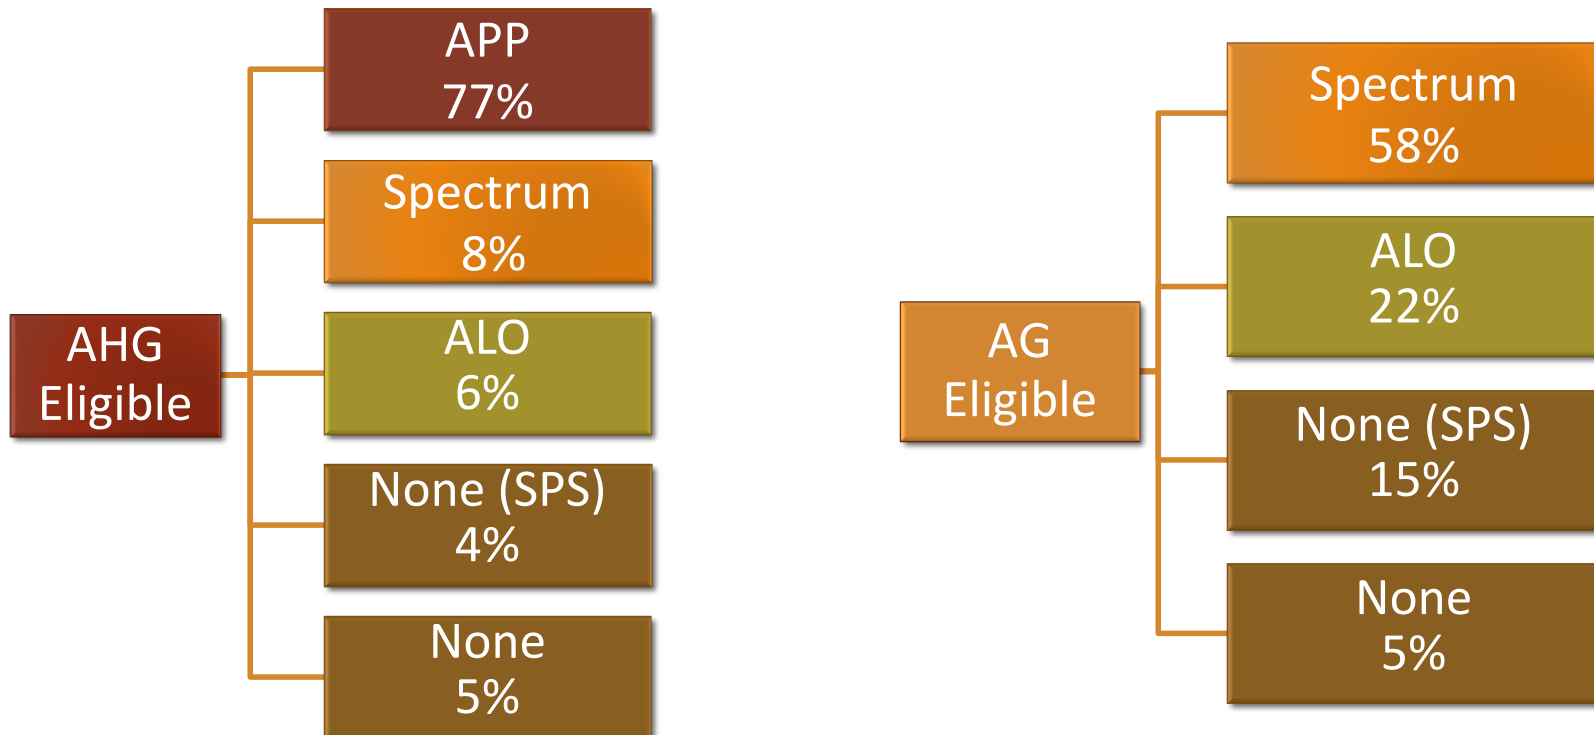 AHG
Eligible
APP
77%
Spectrum
8%
ALO
6%
None (SPS)
4%
None
5%
AG
Eligible
Spectrum
58%
ALO
22%
None (SPS)
15%
None
5%